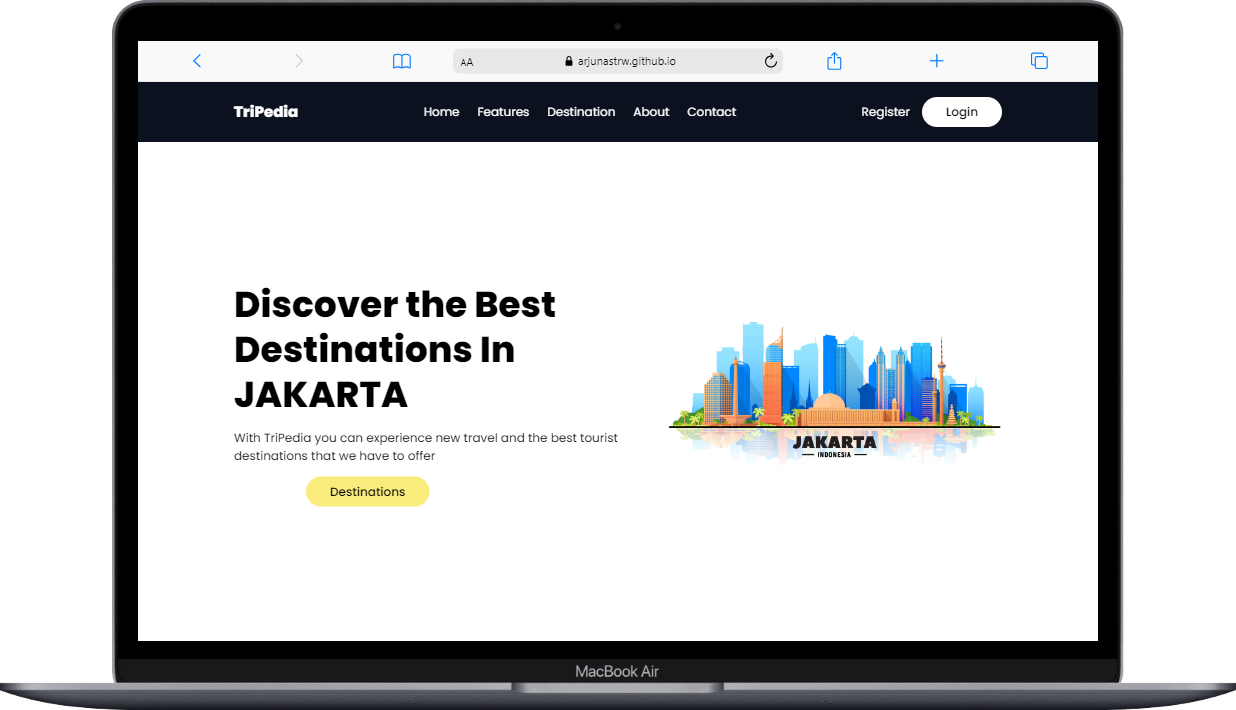 AA arjunastrw.github.io
TriPedia Home Features Destination About Contact Register Login
Discover the Best
Destinations In
JAKARTA
With TriPedia you can experience new travel and the best tourist
destinations that we have to offer
Destinations
JAKARTA
INDONESIA
MacBook Air